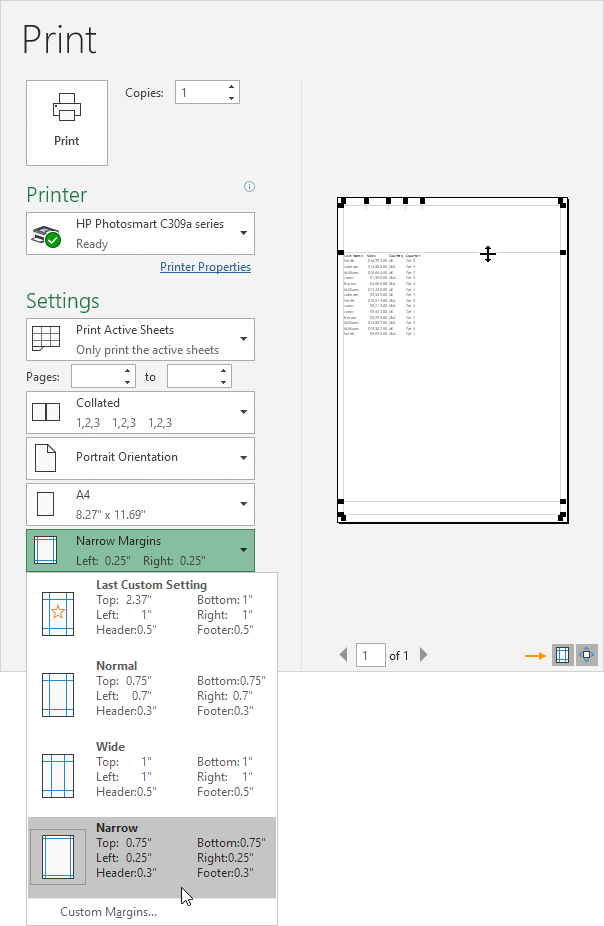 Print
Print
Copies: 1
Printer
HP Photosmart C309a series
Ready
Printer Properties
Settings
Print Active Sheets
Only print the active sheets
Pages: to
Collated
1,2,3 1,2,3 1,2,3
Portrait Orientation
A4
8.27" x 11.69"
Narrow Margins
Left: 0.25" Right: 0.25"
Last Custom Setting
Top: 2.37" Bottom: 1"
Left: 1" Right: 1"
Header:0.5" Footer:0.5"
Normal
Top: 0.75" Bottom:0.75"
Left: 0.7" Right: 0.7"
Header:0.3" Footer:0.3"
Wide
Top: 1" Bottom: 1"
Left: 1" Right: 1"
Header:0.5" Footer:0.5"
Narrow
Top: 0.75" Bottom:0.75"
Left: 0.25" Right:0.25"
Header:0.3" Footer:0.3"
Custom Margins...
Last Name Sales Country Quarter
1 of 1